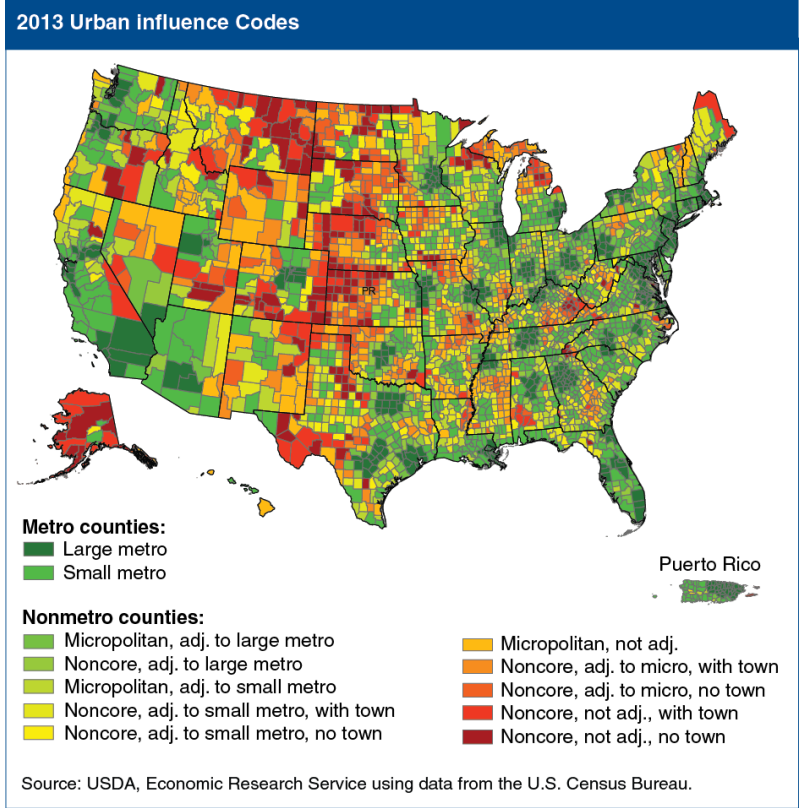 2013 Urban influence Codes
PR
Metro counties:
Large metro
Small metro
Puerto Rico
Nonmetro counties:
Micropolitan, adj. to large metro
Noncore, adj. to large metro
Micropolitan, adj. to small metro
Noncore, adj. to small metro, with town
Noncore, adj. to small metro, no town
Micropolitan, not adj.
Noncore, adj. to micro, with town
Noncore, adj. to micro, no town
Noncore, not adj., with town
Noncore, not adj., no town
Source: USDA, Economic Research Service using data from the U.S. Census Bureau.